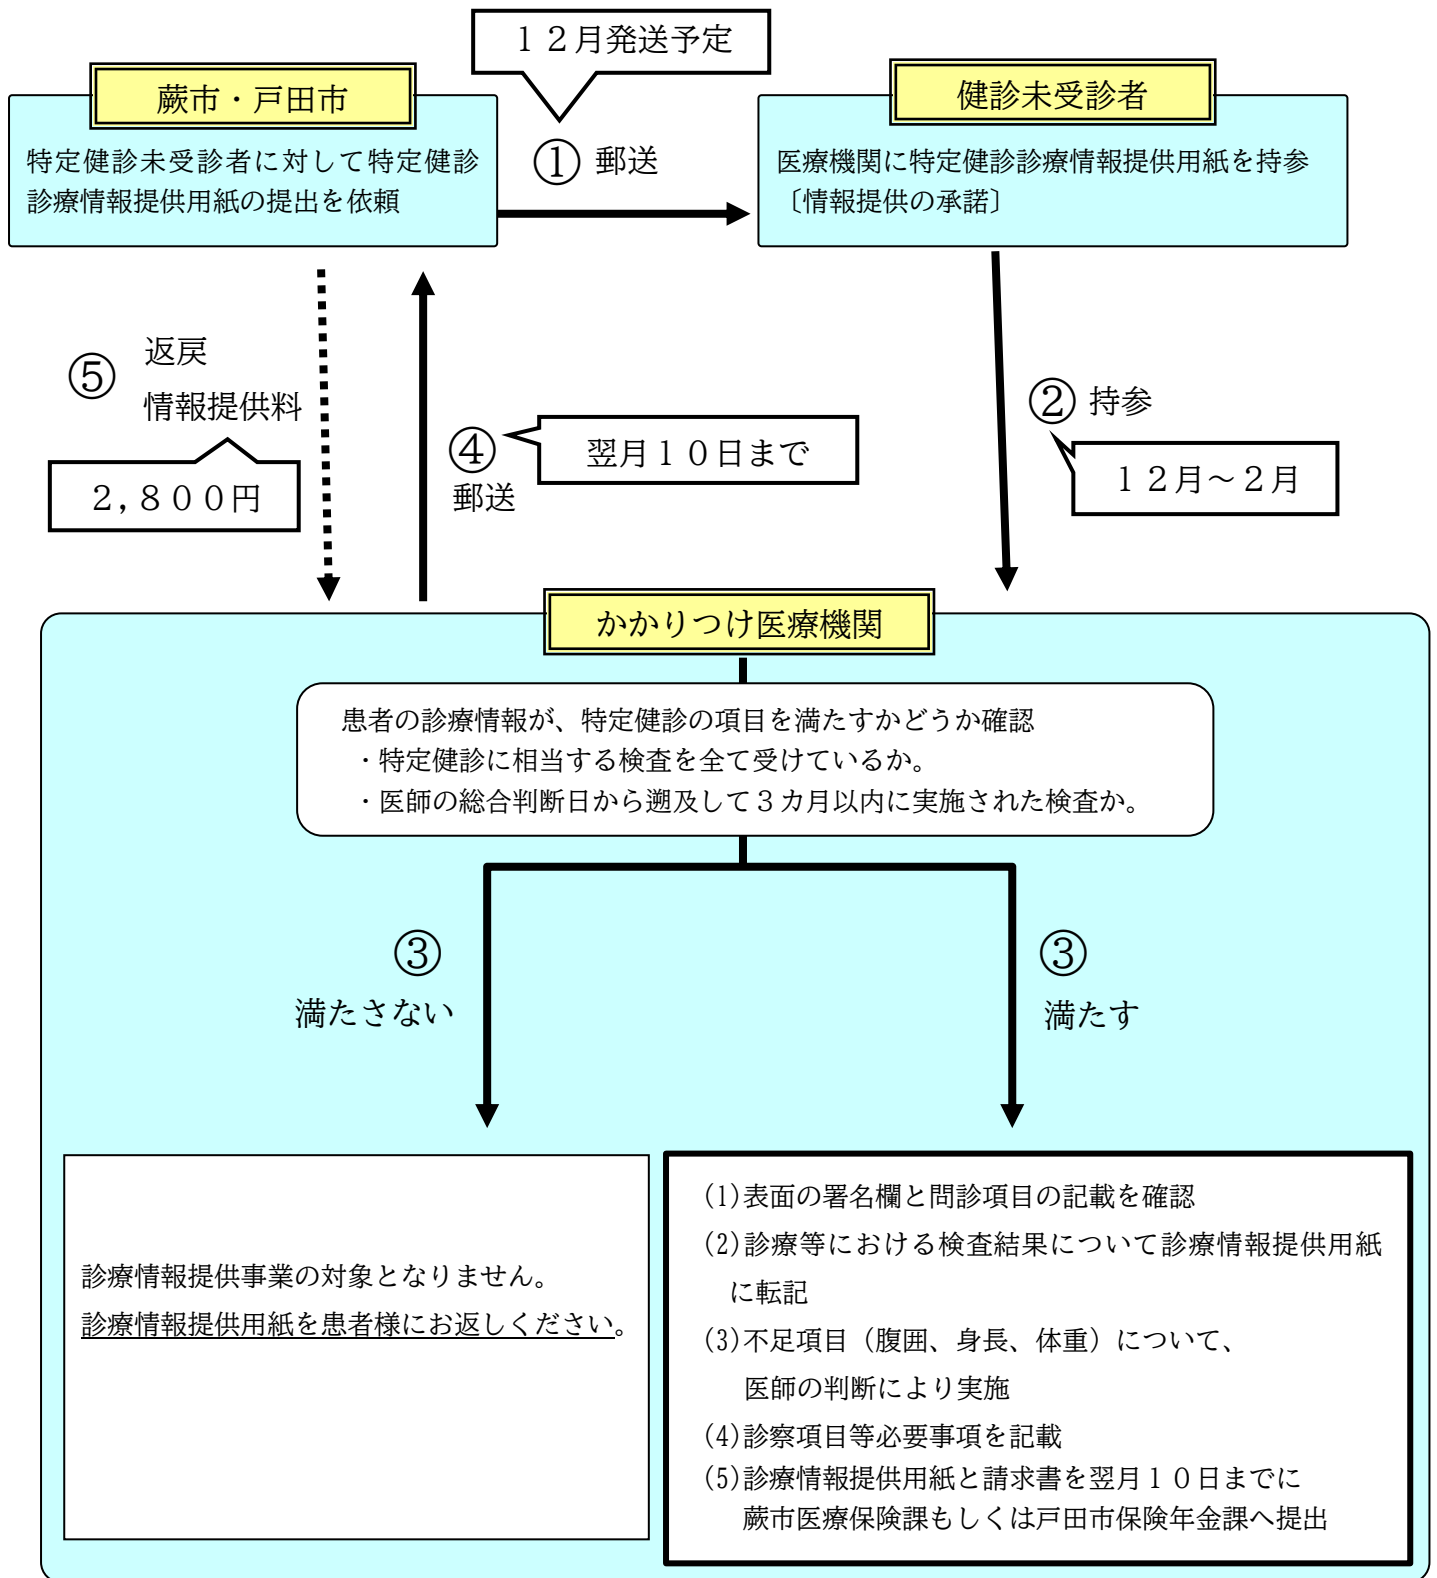 １２月発送予定
蕨市・戸田市
健診未受診者
特定健診未受診者に対して特定健診
診療情報提供用紙の提出を依頼
① 郵送
医療機関に特定健診診療情報提供用紙を持参
〔情報提供の承諾〕
⑤ 返戻
情報提供料
２,８００円
④
郵送
翌月１０日まで
② 持参
１２月～２月
かかりつけ医療機関
患者の診療情報が、特定健診の項目を満たすかどうか確認
・特定健診に相当する検査を全て受けているか。
・医師の総合判断日から遡及して３カ月以内に実施された検査か。
③
満たさない
③
満たす
診療情報提供事業の対象となりません。
診療情報提供用紙を患者様にお返しください。
(1)表面の署名欄と問診項目の記載を確認
(2)診療等における検査結果について診療情報提供用紙
に転記
(3)不足項目（腹囲、身長、体重）について、
医師の判断により実施
(4)診察項目等必要事項を記載
(5)診療情報提供用紙と請求書を翌月１０日までに
蕨市医療保険課もしくは戸田市保険年金課へ提出